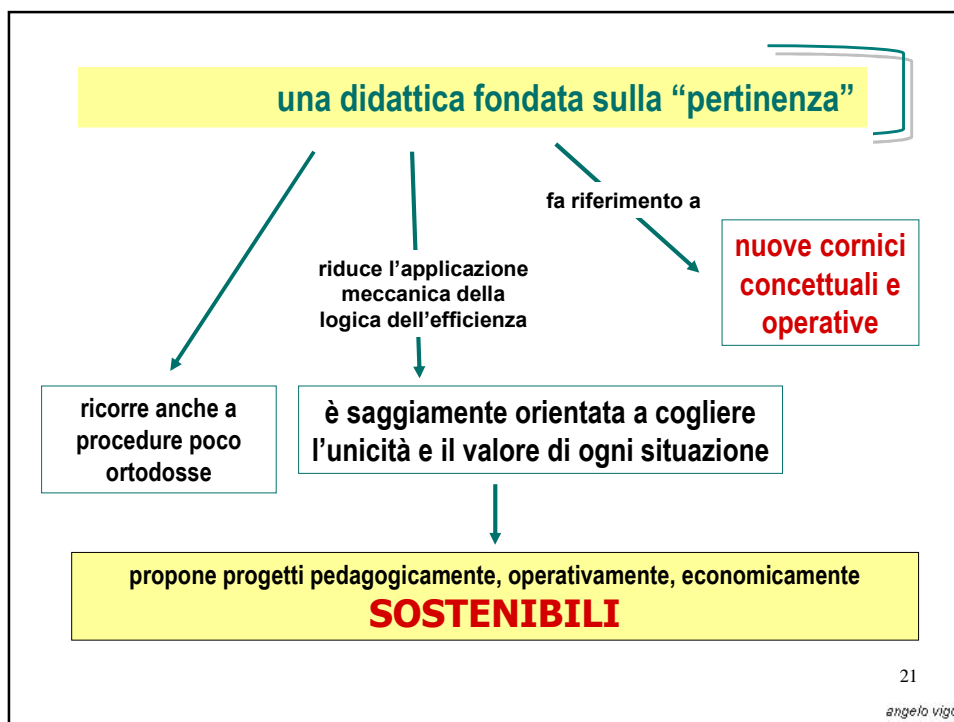 una didattica fondata sulla “pertinenza”
fa riferimento a
nuove cornici
concettuali e
operative
riduce l’applicazione
meccanica della
logica dell’efficienza
ricorre anche a
procedure poco
ortodosse
è saggiamente orientata a cogliere
l’unicità e il valore di ogni situazione
propone progetti pedagogicamente, operativamente, economicamente
SOSTENIBILI
21
angelo vigo